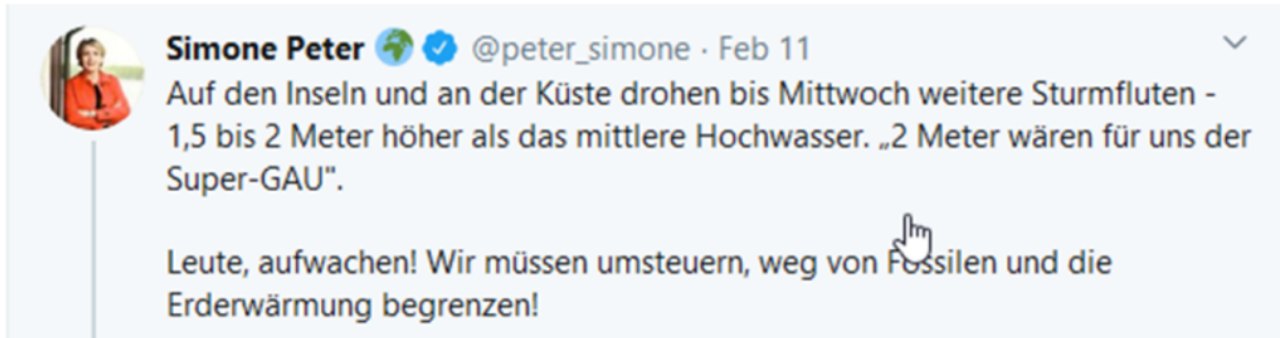 Simone Peter @peter_simone · Feb 11
Auf den Inseln und an der Küste drohen bis Mittwoch weitere Sturmfluten -
1,5 bis 2 Meter höher als das mittlere Hochwasser. „2 Meter wären für uns der
Super-GAU".
Leute, aufwachen! Wir müssen umsteuern, weg von Fossilen und die
Erderwärmung begrenzen!